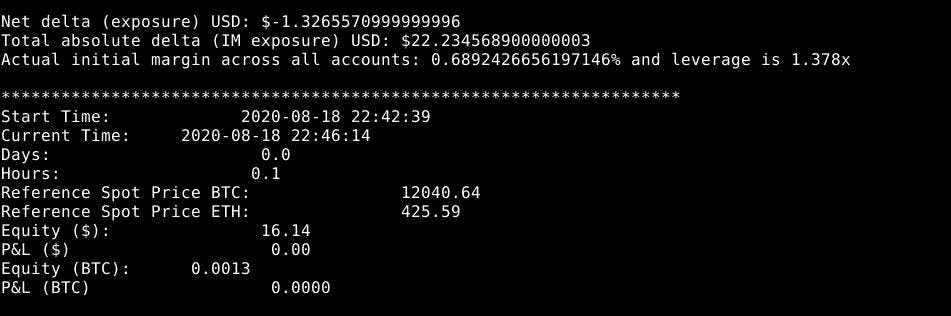 Net delta (exposure) USD: $-1.3265570999999996
Total absolute delta (IM exposure) USD: $22.234568900000003
Actual initial margin across all accounts: 0.6892426656197146% and leverage is 1.378x
********************************************************************
Start Time: 2020-08-18 22:42:39
Current Time: 2020-08-18 22:46:14
Days: 0.0
Hours: 0.1
Reference Spot Price BTC: 12040.64
Reference Spot Price ETH: 425.59
Equity ($): 16.14
P&L ($) 0.00
Equity (BTC): 0.0013
P&L (BTC) 0.0000